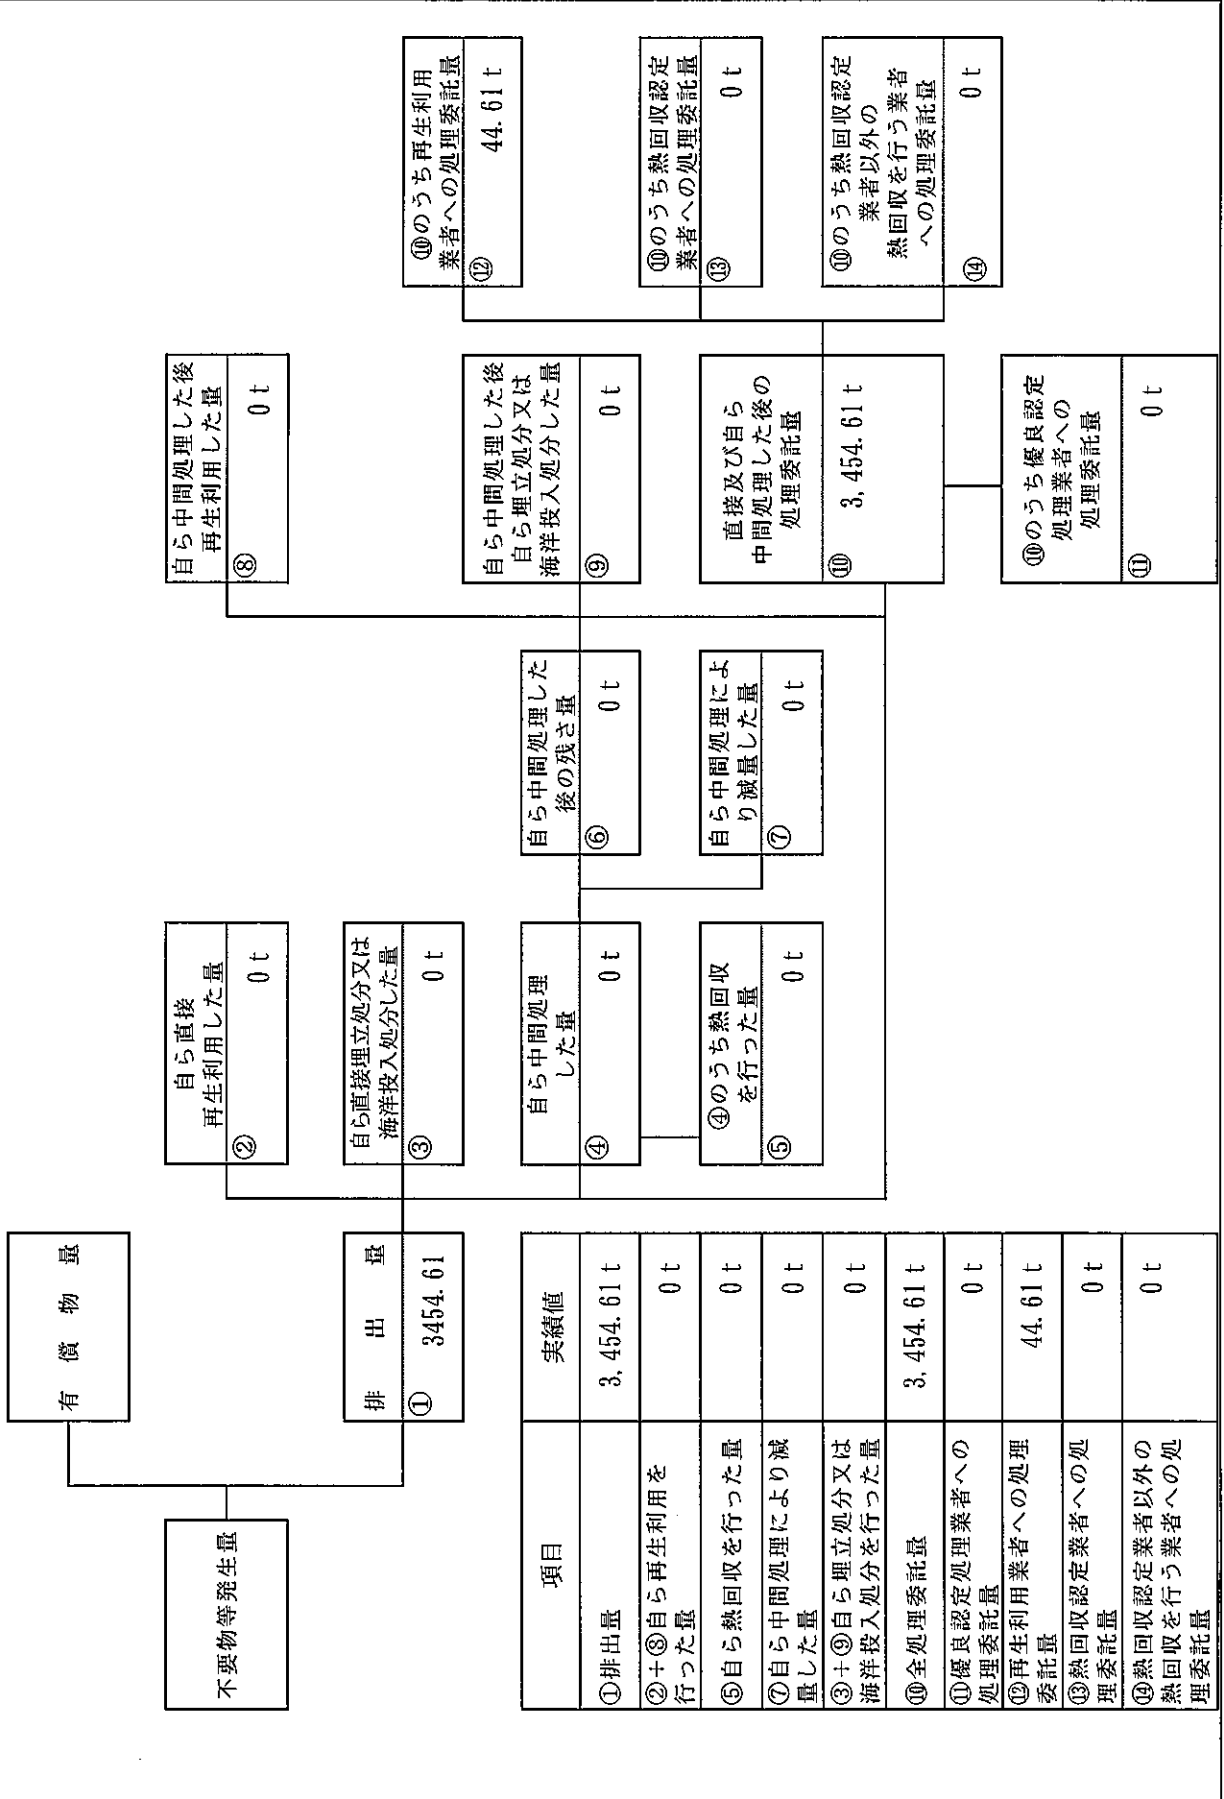 有償物量
不要物等発生量
排出量
① 3454.61
自ら直接
再生利用した量
② 0 t
自ら直接埋立処分又は
海洋投入処分した量
③ 0 t
自ら中間処理
した量
④ 0 t
④のうち熱回収
を行った量
⑤ 0 t
自ら中間処理した
後の残さ量
⑥ 0 t
自ら中間処理によ
り減量した量
⑦ 0 t
自ら中間処理した後
再生利用した量
⑧ 0 t
自ら中間処理した後
自ら埋立処分又は
海洋投入処分した量
⑨ 0 t
直接及び自ら
中間処理した後の
処理委託量
⑩ 3,454.61 t
⑩のうち優良認定
処理業者への
処理委託量
⑪ 0 t
⑩のうち再生利用
業者への処理委託量
⑫ 44.61 t
⑩のうち熱回収認定
業者への処理委託量
⑬ 0 t
⑩のうち熱回収認定
業者以外の
熱回収を行う業者
への処理委託量
⑭ 0 t
項目 実績値
①排出量 3,454.61 t
②+⑧自ら再生利用を
行った量 0 t
⑤自ら熱回収を行った量 0 t
⑦自ら中間処理により減
量した量 0 t
③+⑨自ら埋立処分又は
海洋投入処分を行った量 0 t
⑩全処理委託量 3,454.61 t
⑪優良認定処理業者への
処理委託量 0 t
⑫再生利用業者への処理
委託量 44.61 t
⑬熱回収認定業者への処
理委託量 0 t
⑭熱回収認定業者以外の
熱回収を行う業者への処
理委託量 0 t